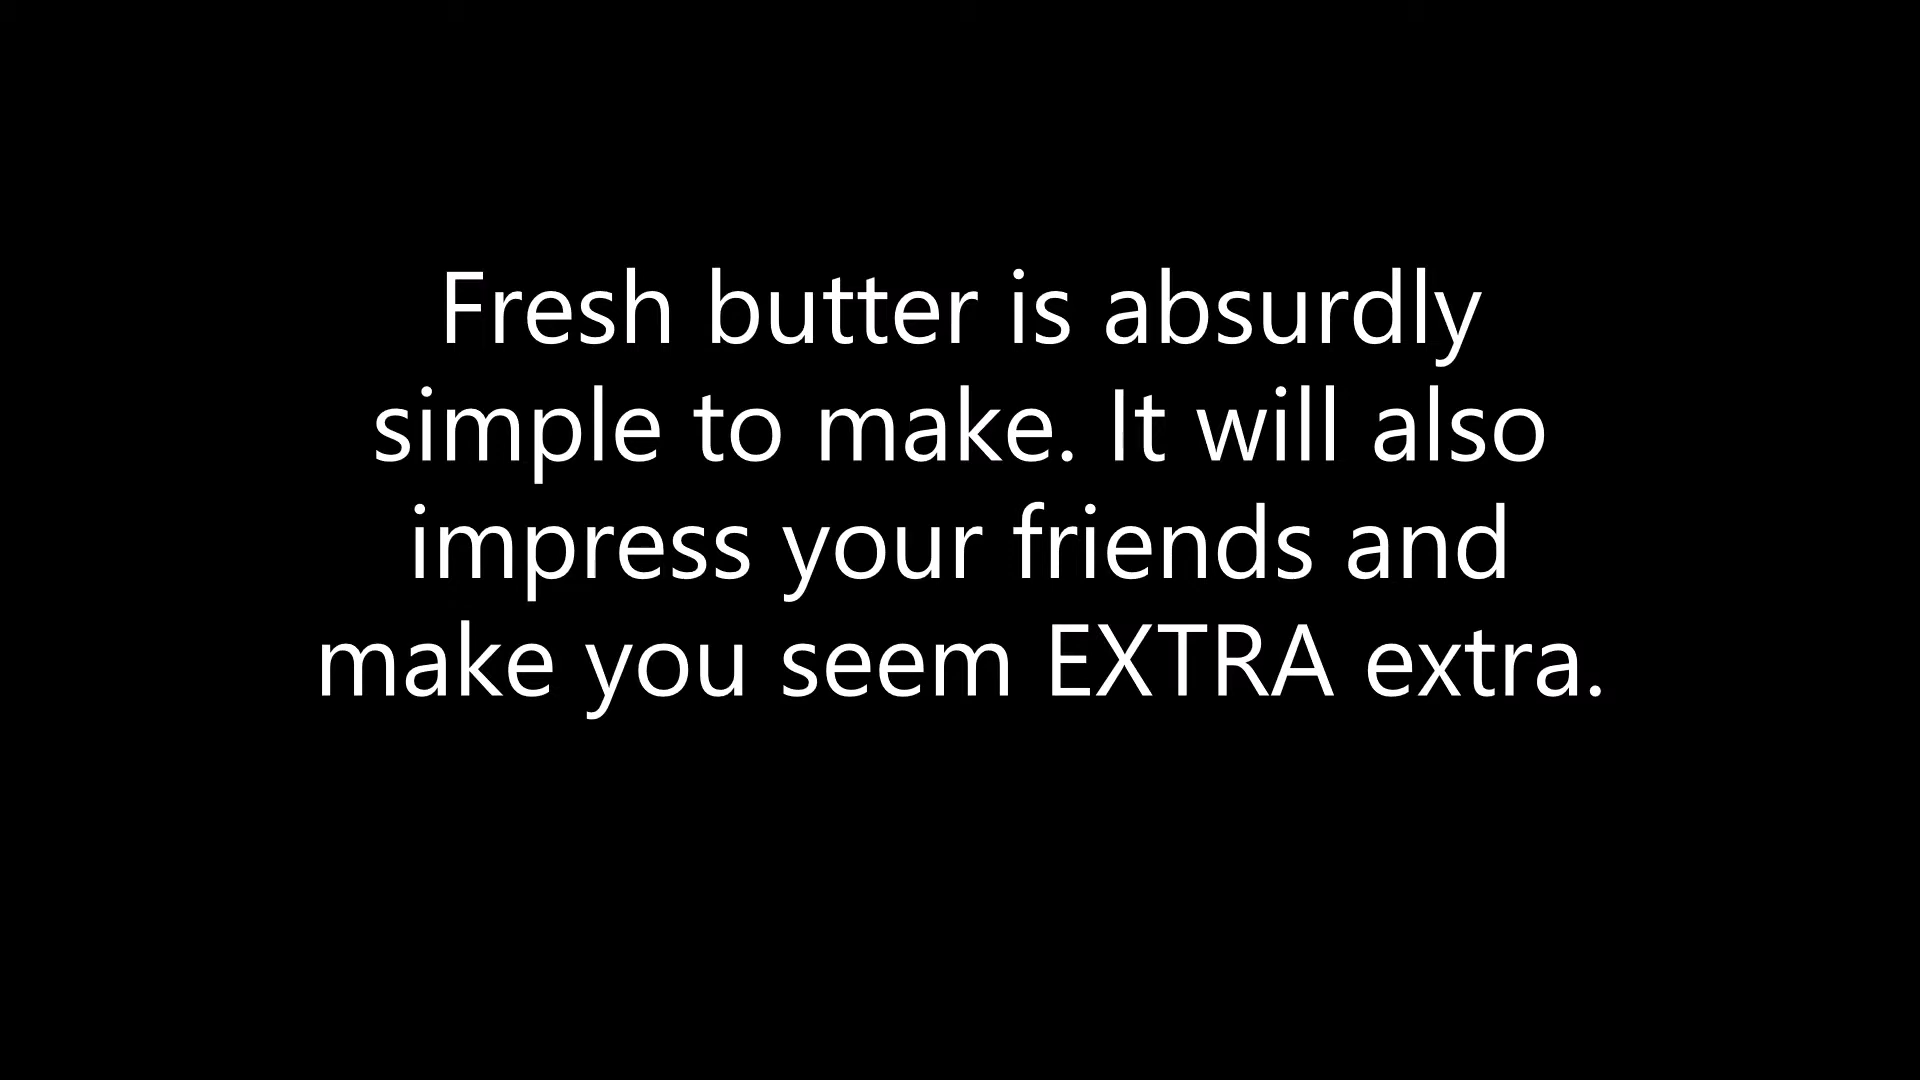 Fresh butter is absurdly
simple to make. It will also
impress your friends and
make you seem EXTRA extra.